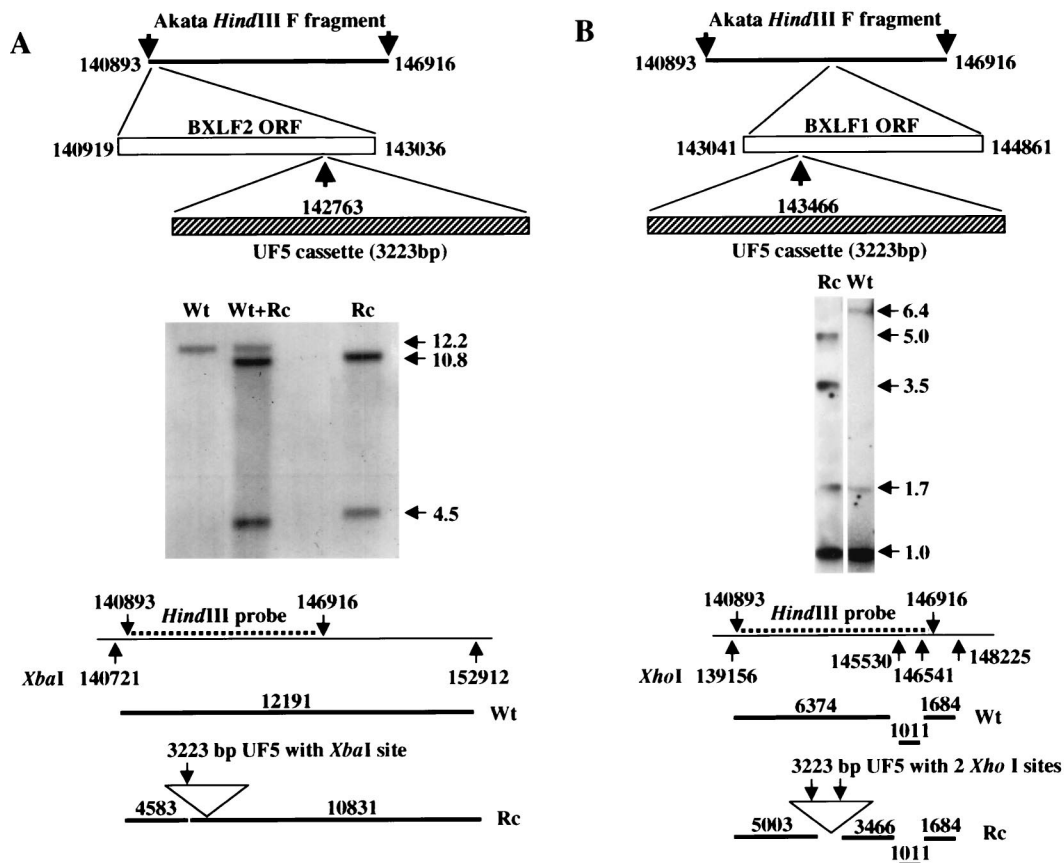 A
Akata HindIII F fragment
140893
146916
BXLF2 ORF
140919
143036
142763
UF5 cassette (3223bp)
Wt Wt+Rc Rc
12.2
10.8
4.5
140893 146916
HindIII probe
XbaI 140721 152912
12191
Wt
3223 bp UF5 with XbaI site
4583 10831
Rc
B
Akata HindIII F fragment
140893
146916
BXLF1 ORF
143041
144861
143466
UF5 cassette (3223bp)
Rc Wt
6.4
5.0
3.5
1.7
1.0
140893 146916
HindIII probe
XhoI 139156 145530 146541 148225
6374 1684
Wt
1011
3223 bp UF5 with 2 Xho I sites
5003 3466 1684
Rc
1011